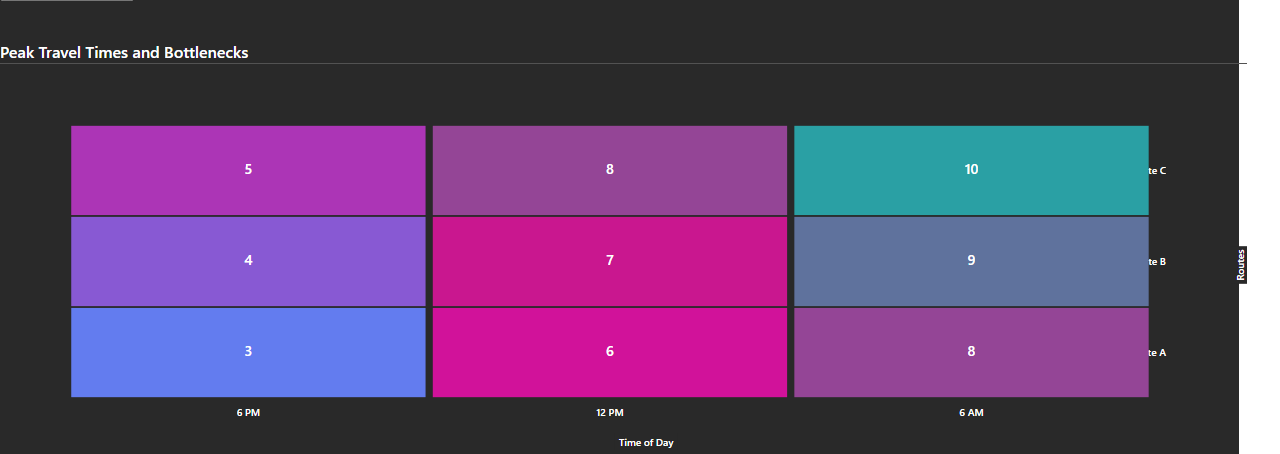 Peak Travel Times and Bottlenecks
5 8 10 te C
4 7 9 te B
Routes
3 6 8 te A
6 PM 12 PM 6 AM
Time of Day